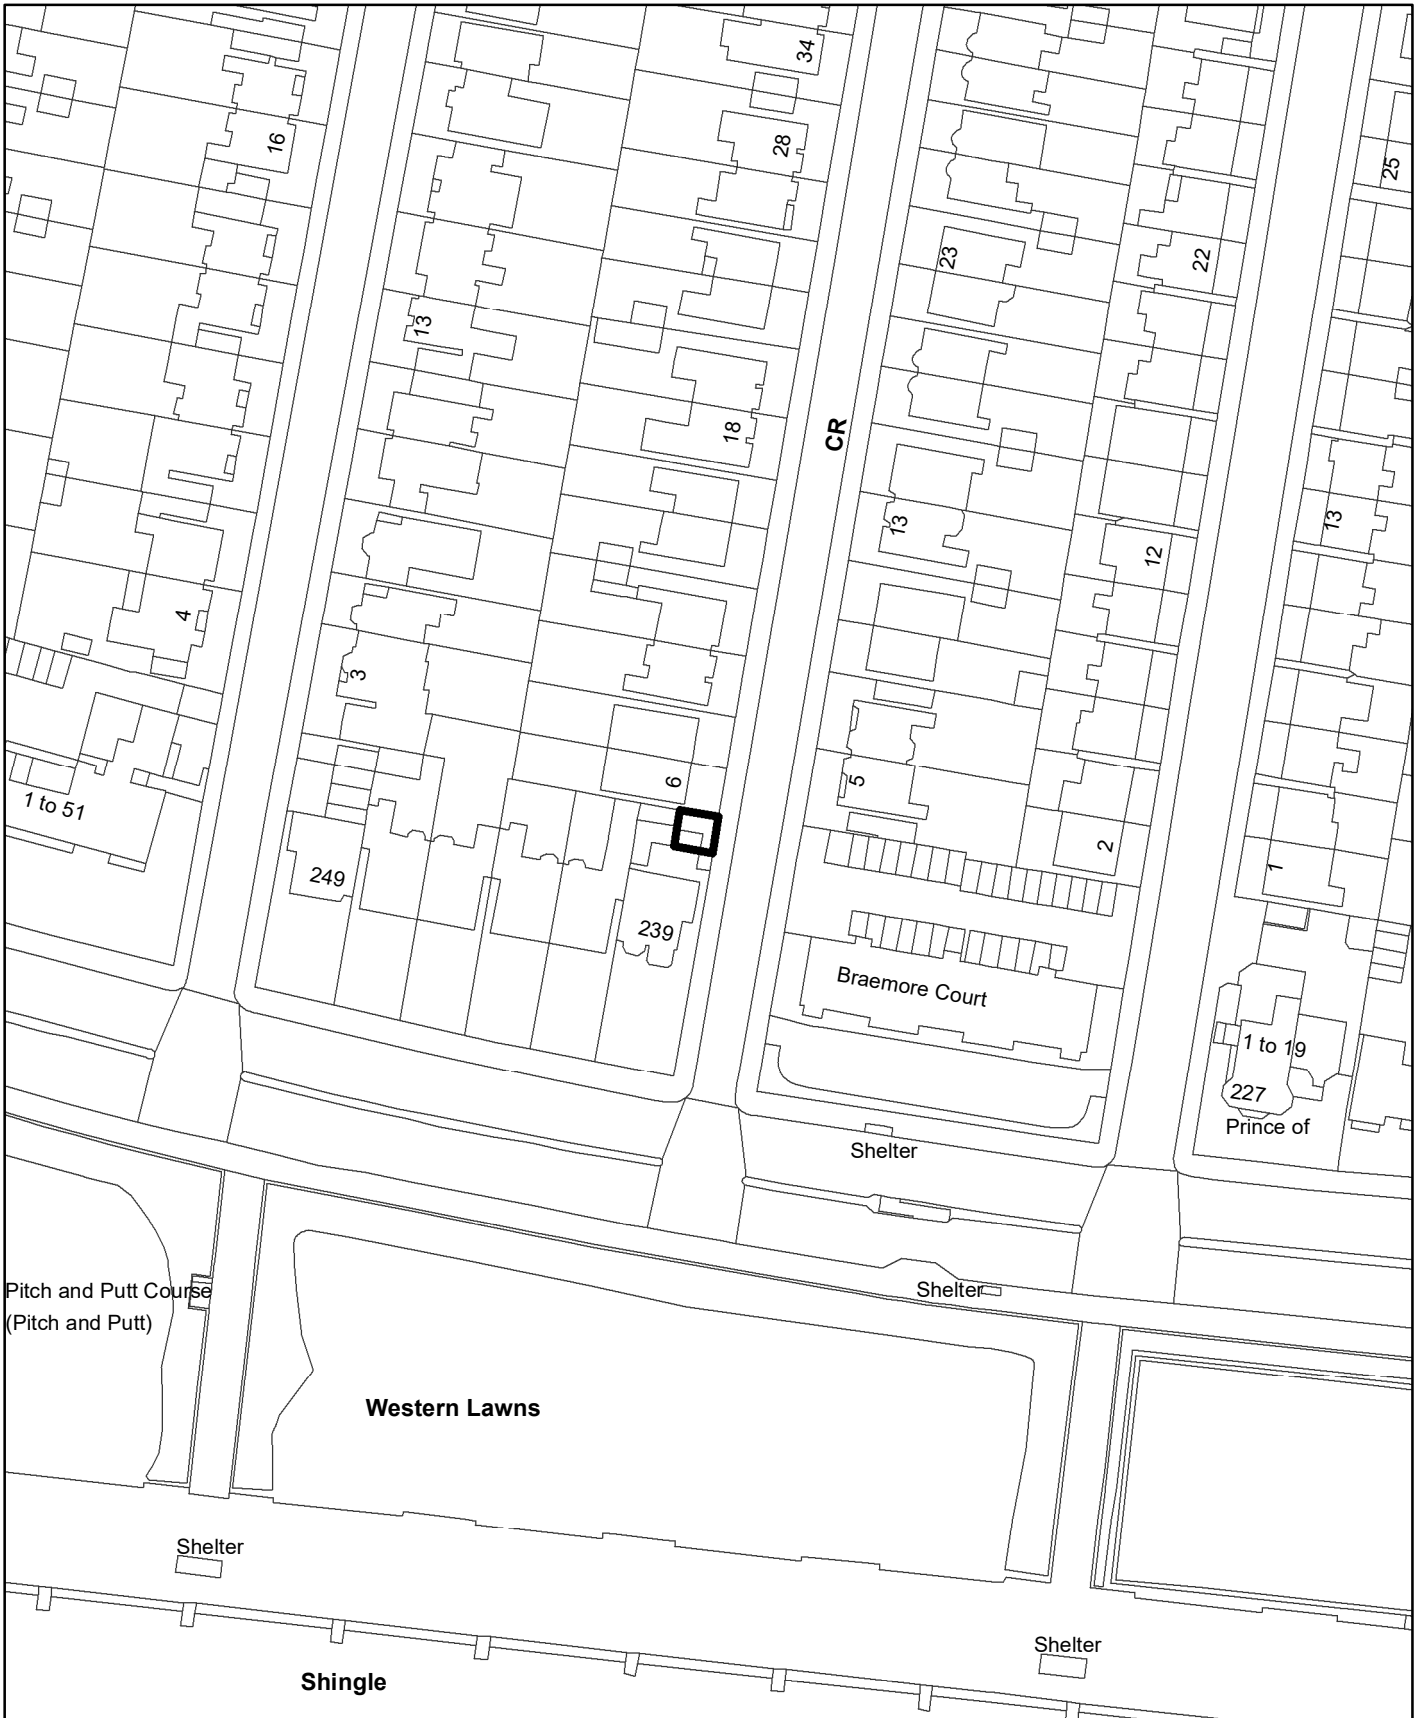 34
28
16
25
23
22
13
CR
18
13
13
12
4
3
6
5
1 to 51
2
1
249
239
Braemore Court
1 to 19
227
Prince of
Shelter
Shelter
Pitch and Putt Course
(Pitch and Putt)
Western Lawns
Shelter
Shelter
Shingle